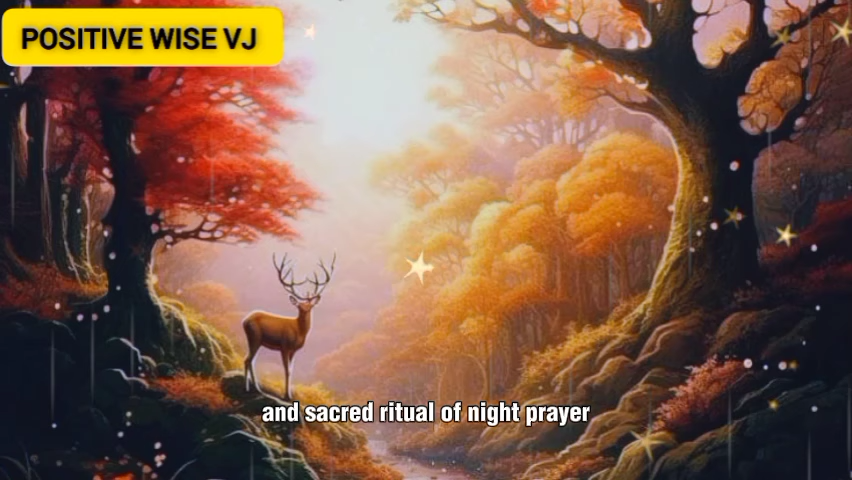 POSITIVE WISE VJ
and sacred ritual of night prayer